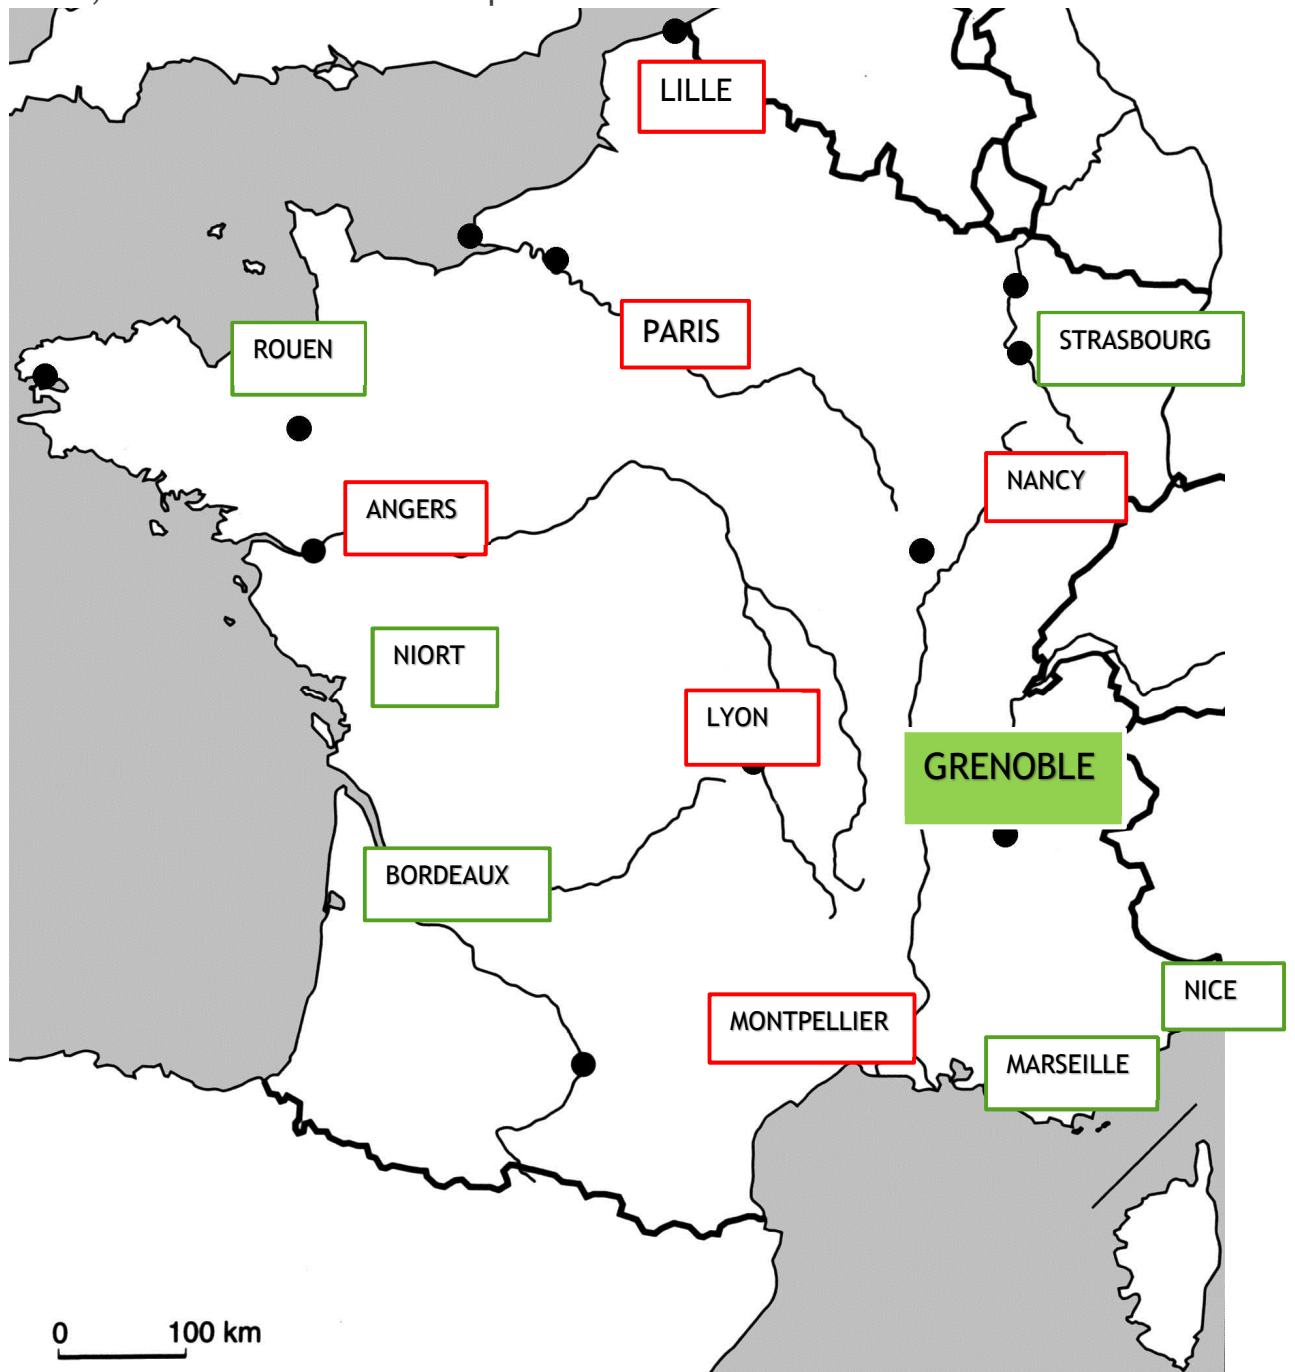 LILLE
PARIS
STRASBOURG
ROUEN
NANCY
ANGERS
NIORT
LYON
GRENOBLE
BORDEAUX
NICE
MONTPELLIER
MARSEILLE
0 100 km